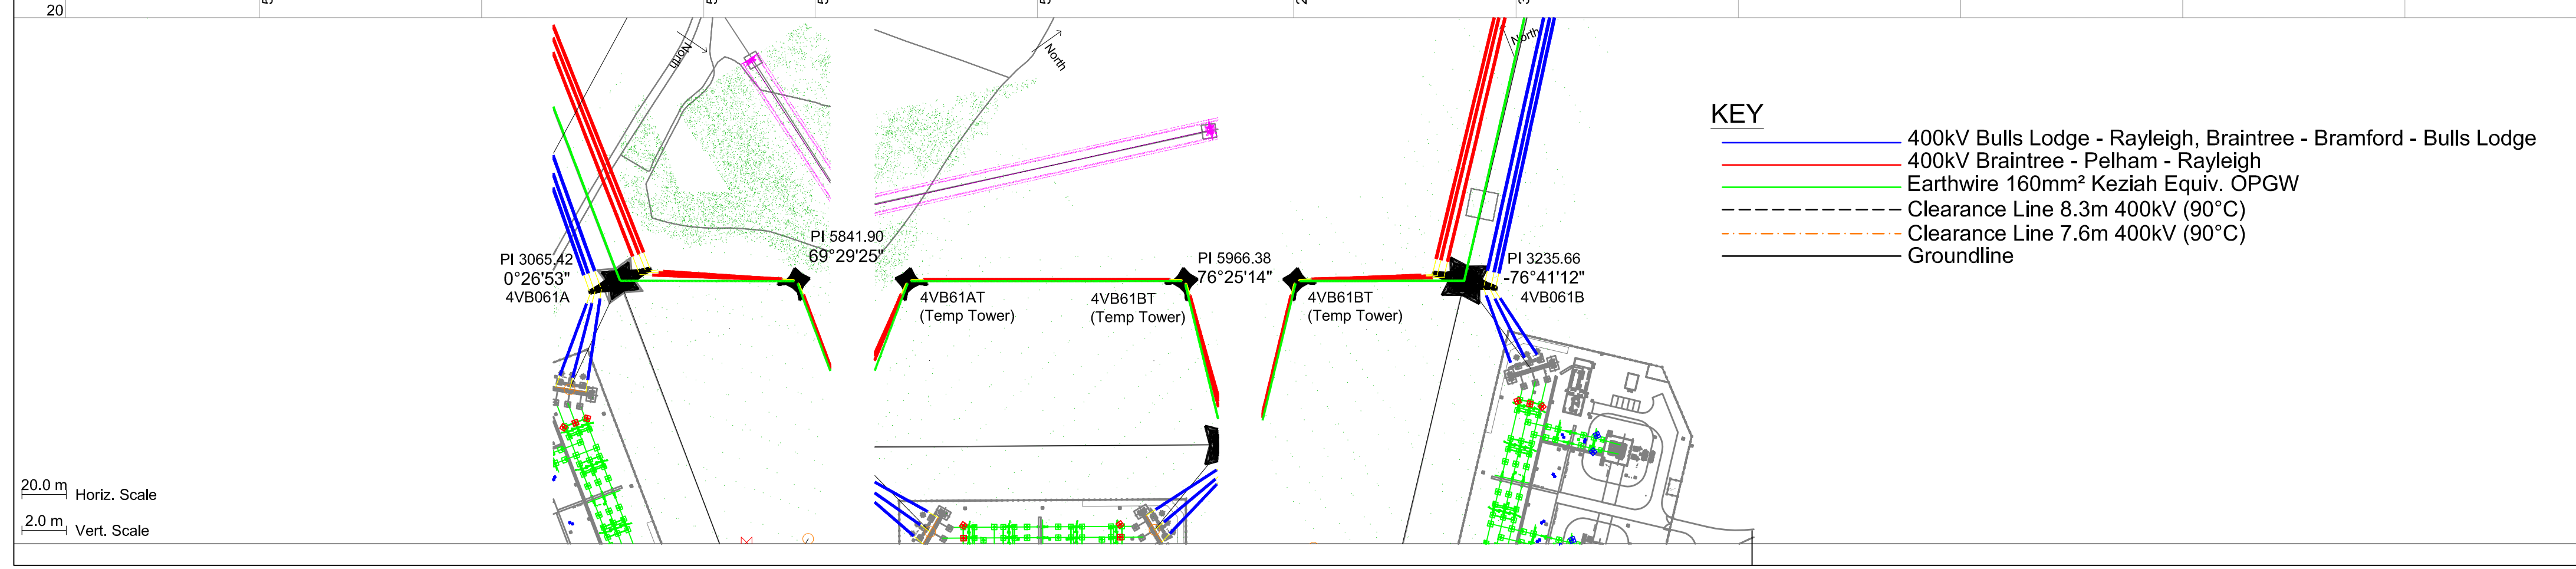 20
North
North
North
KEY
400kV Bulls Lodge - Rayleigh, Braintree - Bramford - Bulls Lodge
400kV Braintree - Pelham - Rayleigh
Earthwire 160mm² Keziah Equiv. OPGW
Clearance Line 8.3m 400kV (90°C)
Clearance Line 7.6m 400kV (90°C)
Groundline
PI 3065.42
0°26'53"
4VB061A
PI 5841.90
69°29'25"
4VB61AT
(Temp Tower)
PI 5966.38
76°25'14"
4VB61BT
(Temp Tower)
4VB61BT
(Temp Tower)
PI 3235.66
-76°41'12"
4VB061B
20.0 m
Horiz. Scale
2.0 m
Vert. Scale